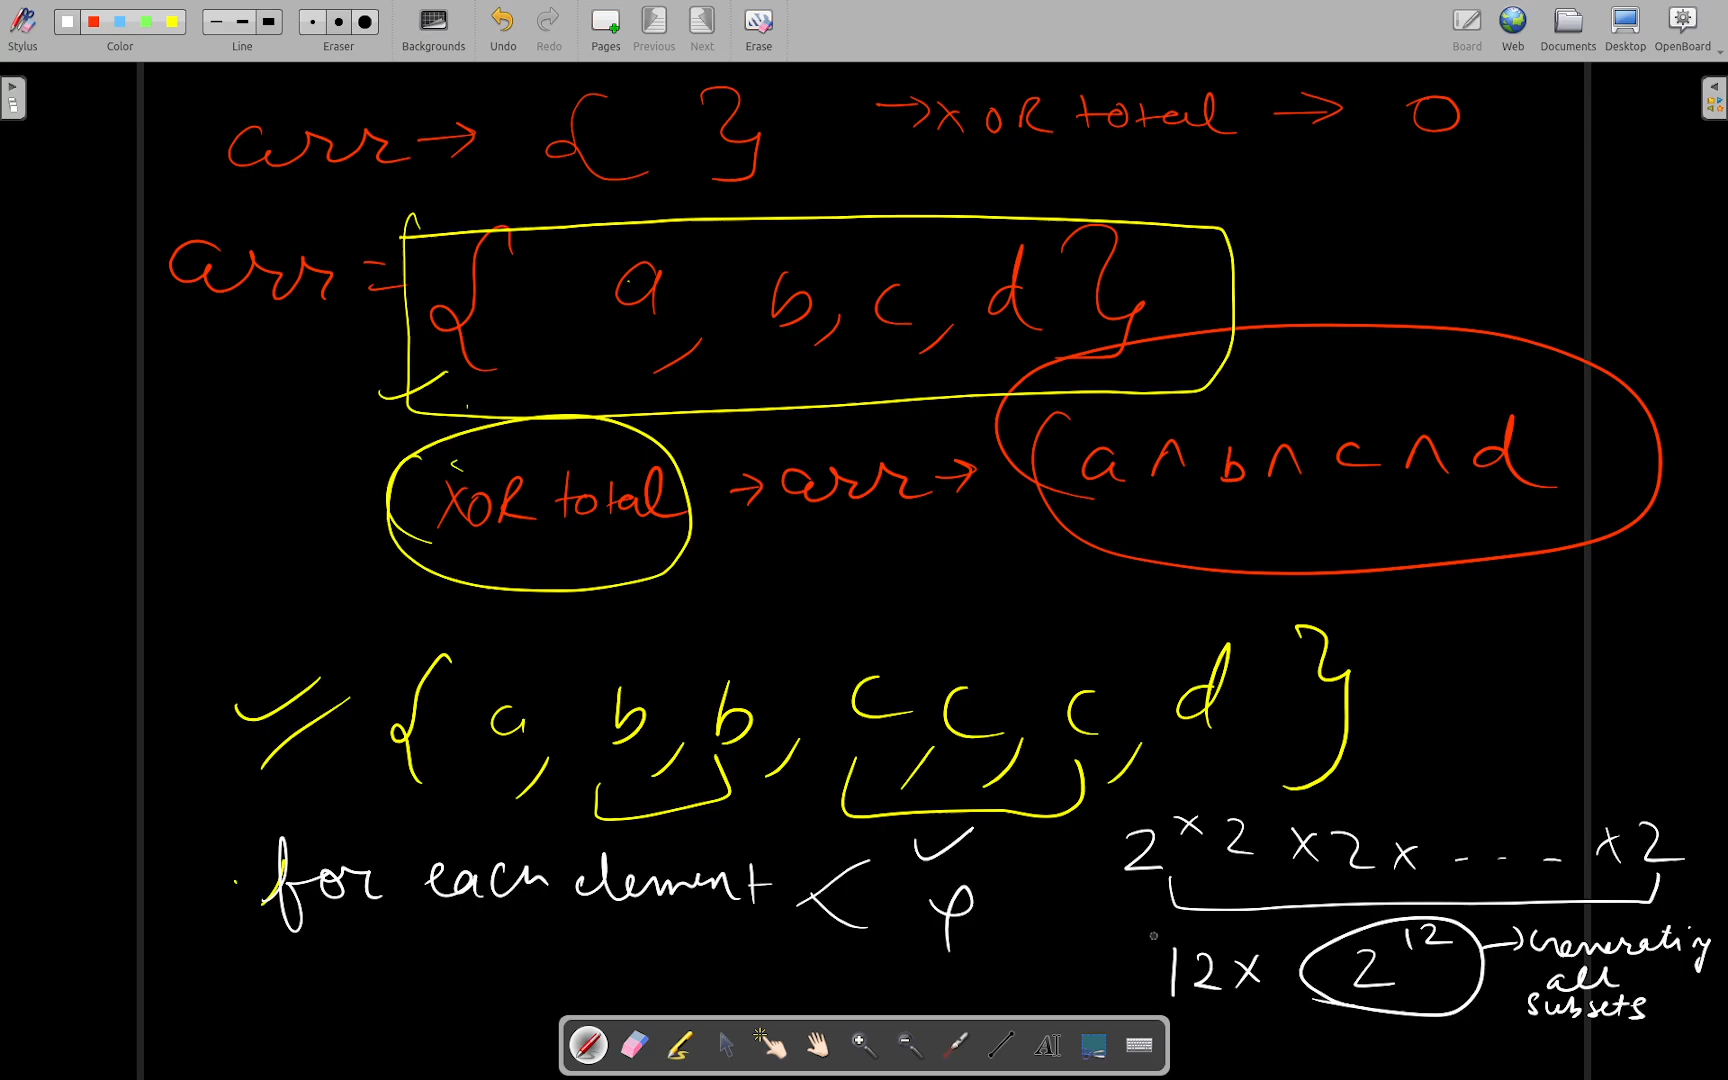 Stylus Color Line Eraser Backgrounds Undo Redo Pages Previous Next Erase Board Web Documents Desktop OpenBoard
arr → { } → XOR total → 0
arr = { a, b, c, d }
XOR total → arr → (a ^ b ^ c ^ d
{ a, b, b, c, c, c, d }
for each element < ✓
φ
2 x 2 x 2 x - - - - x 2
12 x 2^12 → Generating
all
subsets
AI